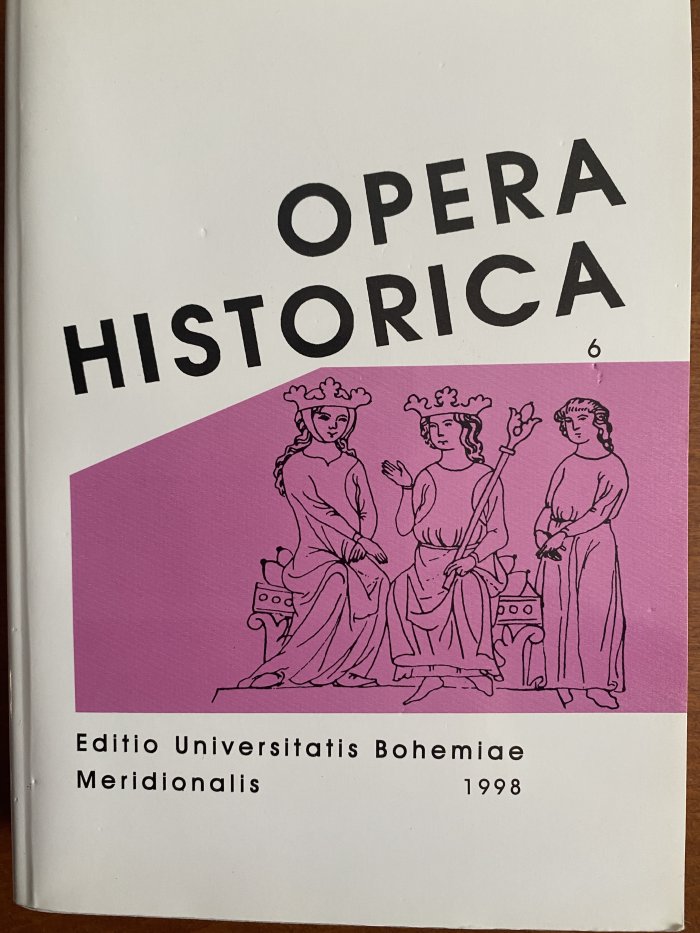 OPERA
HISTORICA
6
Editio Universitatis Bohemiae
Meridionalis 1998